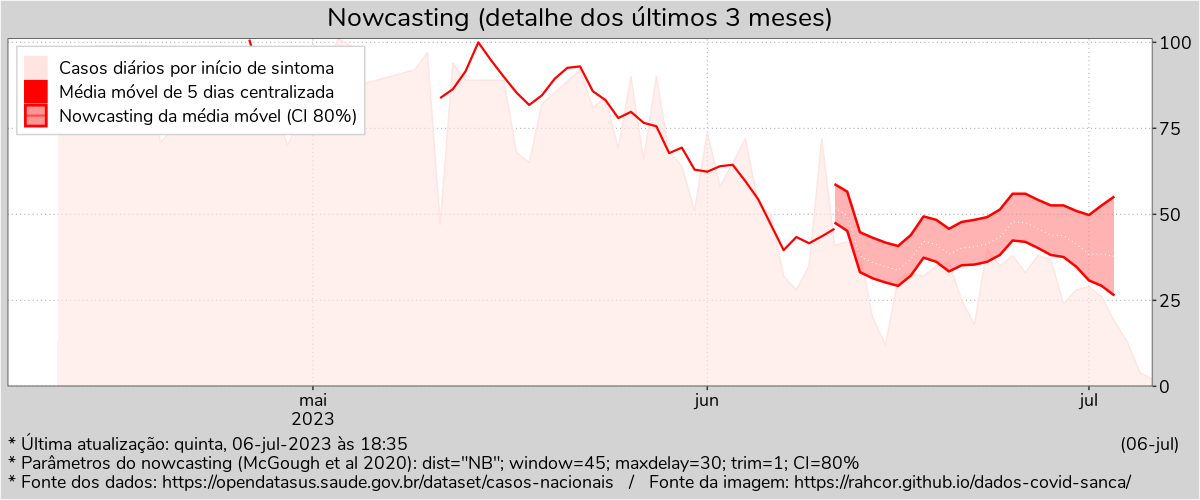 Nowcasting (detalhe dos últimos 3 meses)
Casos diários por início de sintoma
Média móvel de 5 dias centralizada
Nowcasting da média móvel (CI 80%)
100
75
50
25
0
mai
2023
jun
jul
* Última atualização: quinta, 06-jul-2023 às 18:35
(06-jul)
* Parâmetros do nowcasting (McGough et al 2020): dist="NB"; window=45; maxdelay=30; trim=1; CI=80%
* Fonte dos dados: https://opendatasus.saude.gov.br/dataset/casos-nacionais / Fonte da imagem: https://rahcor.github.io/dados-covid-sanca/